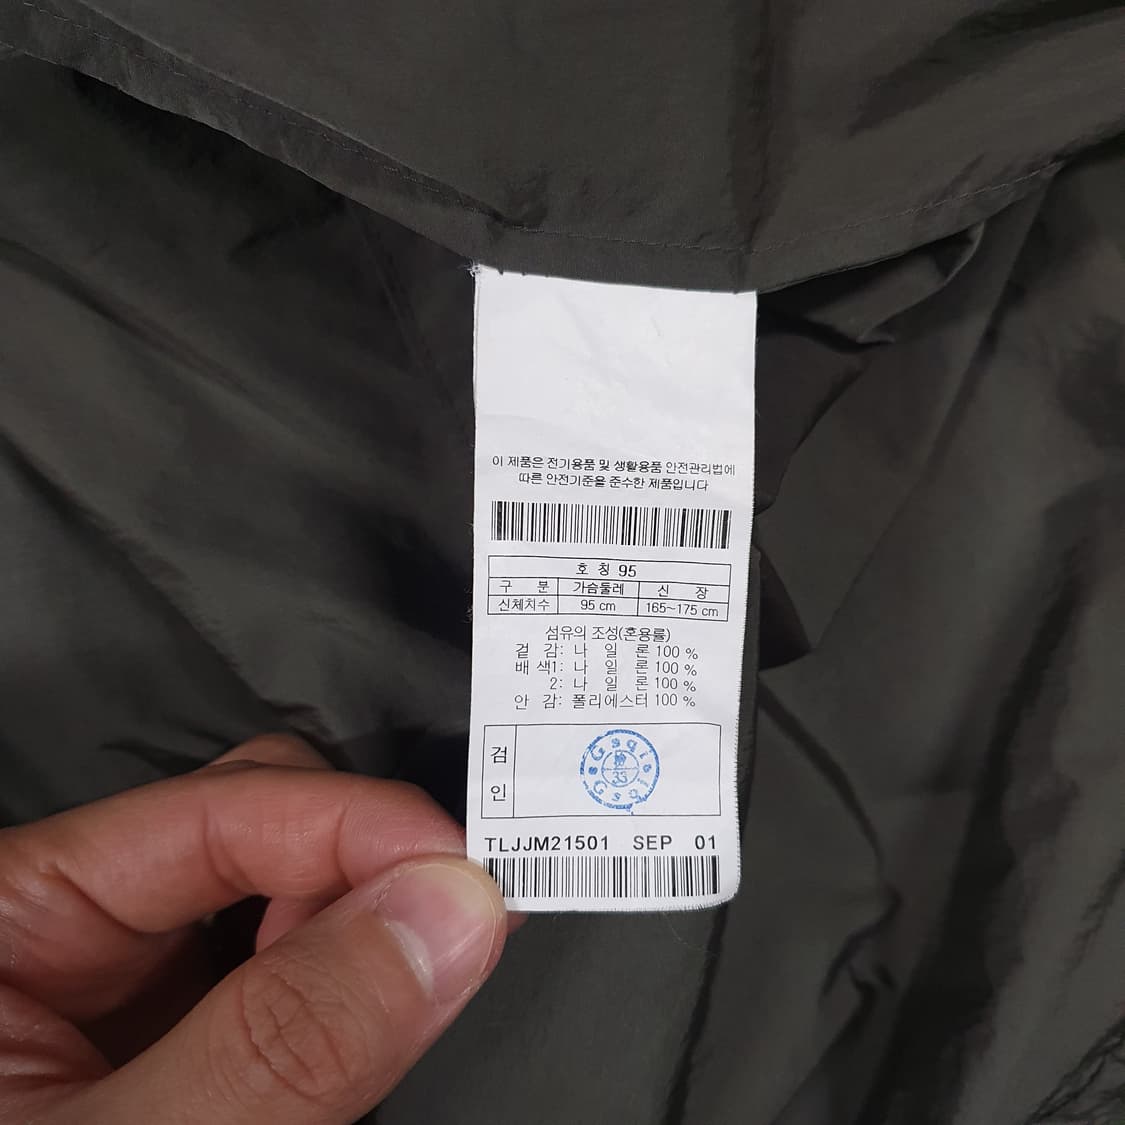 이 제품은 전기용품 및 생활용품 안전관리법에
따른 안전기준을 준수한 제품입니다
호 칭 95
구 분 가슴둘레 신 장
신체치수 95 cm 165~175 cm
섬유의 조성(혼용률)
겉 감: 나 일 론 100 %
배 색1: 나 일 론 100 %
2: 나 일 론 100 %
안 감: 폴리에스터 100 %
검
인
33
TLJJM21501 SEP 01